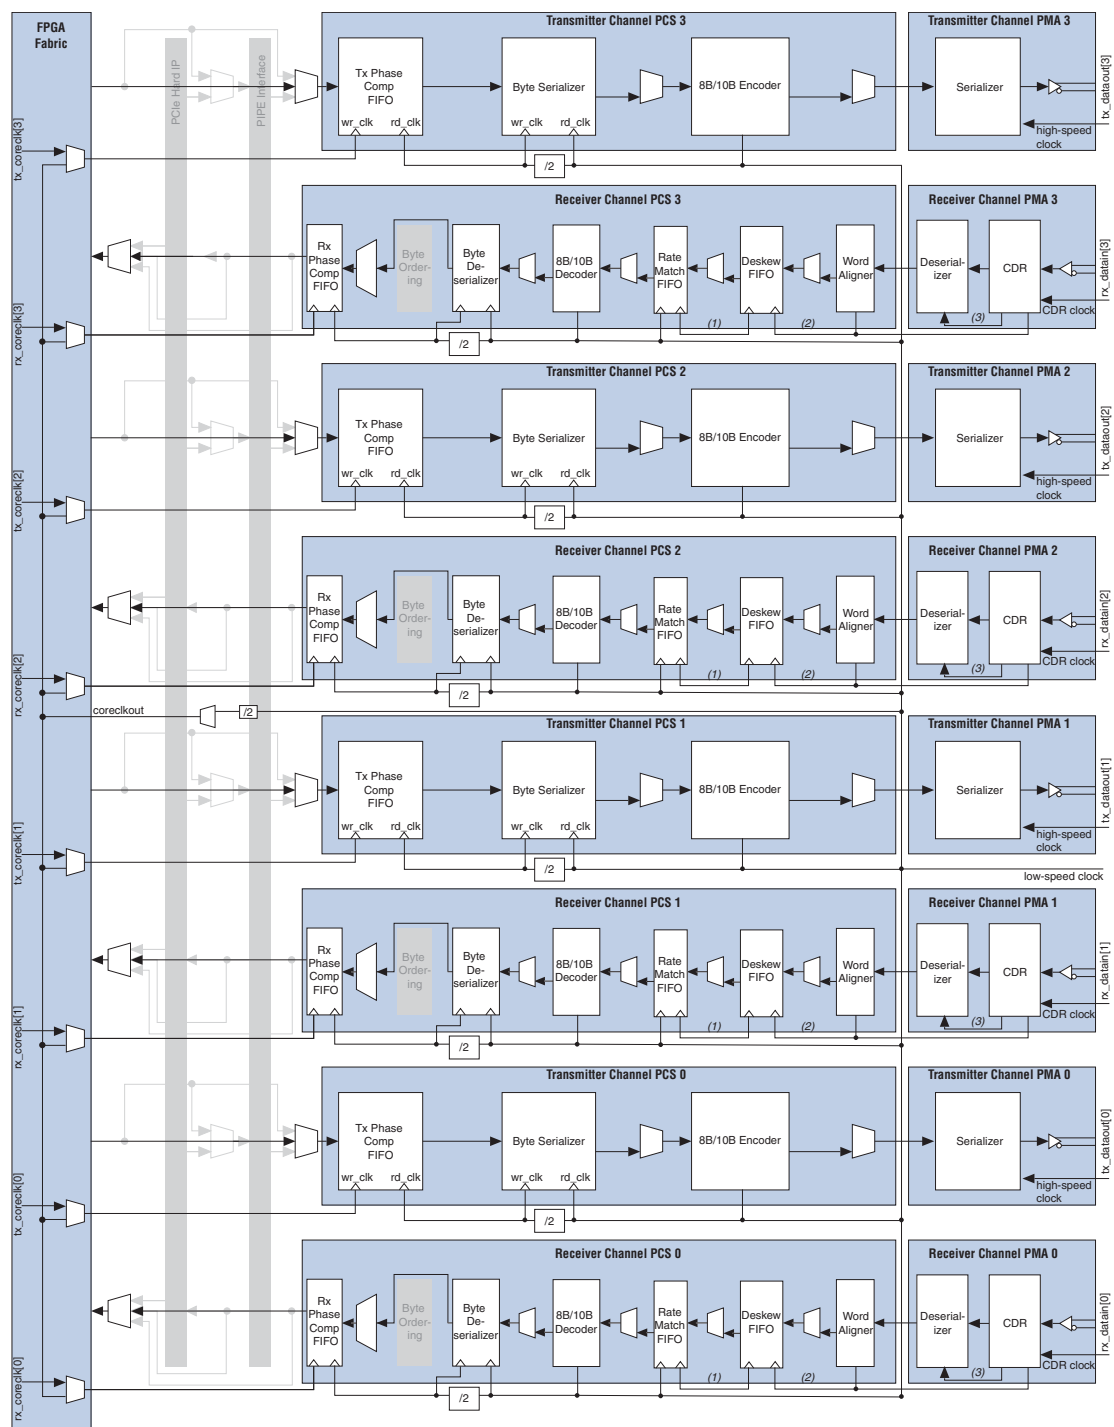 FPGA
Fabric
PCIe Hard IP
PIPE Interface
Transmitter Channel PCS 3
Tx Phase
Comp
FIFO
wr_clk
rd_clk
Byte Serializer
wr_clk
rd_clk
8B/10B Encoder
/2
Transmitter Channel PMA 3
Serializer
high-speed
clock
tx_dataout[3]
tx_coreclk[3]
Receiver Channel PCS 3
Rx
Phase
Comp
FIFO
Byte
Order-
ing
Byte
De-
serializer
8B/10B
Decoder
Rate
Match
FIFO
Deskew
FIFO
Word
Aligner
(1)
(2)
/2
Receiver Channel PMA 3
Deserial-
izer
CDR
(3)
CDR clock
rx_datain[3]
rx_coreclk[3]
Transmitter Channel PCS 2
Tx Phase
Comp
FIFO
wr_clk
rd_clk
Byte Serializer
wr_clk
rd_clk
8B/10B Encoder
/2
Transmitter Channel PMA 2
Serializer
high-speed
clock
tx_dataout[2]
tx_coreclk[2]
Receiver Channel PCS 2
Rx
Phase
Comp
FIFO
Byte
Order-
ing
Byte
De-
serializer
8B/10B
Decoder
Rate
Match
FIFO
Deskew
FIFO
Word
Aligner
(1)
(2)
/2
Receiver Channel PMA 2
Deserial-
izer
CDR
(3)
CDR clock
rx_datain[2]
rx_coreclk[2]
coreclkout
/2
Transmitter Channel PCS 1
Tx Phase
Comp
FIFO
wr_clk
rd_clk
Byte Serializer
wr_clk
rd_clk
8B/10B Encoder
/2
Transmitter Channel PMA 1
Serializer
high-speed
clock
tx_dataout[1]
low-speed clock
tx_coreclk[1]
Receiver Channel PCS 1
Rx
Phase
Comp
FIFO
Byte
Order-
ing
Byte
De-
serializer
8B/10B
Decoder
Rate
Match
FIFO
Deskew
FIFO
Word
Aligner
(1)
(2)
/2
Receiver Channel PMA 1
Deserial-
izer
CDR
(3)
CDR clock
rx_datain[1]
rx_coreclk[1]
Transmitter Channel PCS 0
Tx Phase
Comp
FIFO
wr_clk
rd_clk
Byte Serializer
wr_clk
rd_clk
8B/10B Encoder
/2
Transmitter Channel PMA 0
Serializer
high-speed
clock
tx_dataout[0]
tx_coreclk[0]
Receiver Channel PCS 0
Rx
Phase
Comp
FIFO
Byte
Order-
ing
Byte
De-
serializer
8B/10B
Decoder
Rate
Match
FIFO
Deskew
FIFO
Word
Aligner
(1)
(2)
/2
Receiver Channel PMA 0
Deserial-
izer
CDR
(3)
CDR clock
rx_datain[0]
rx_coreclk[0]